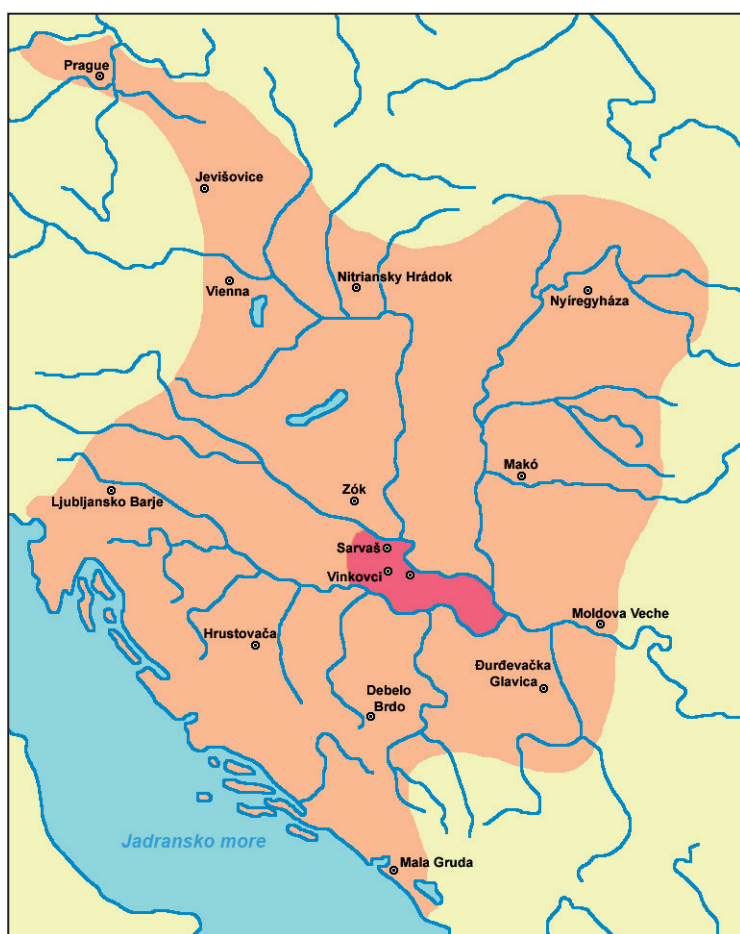 Prague
Jevišovice
Vienna
Nitriansky Hrádok
Nyíregyháza
Makó
Ljubljansko Barje
Zók
Sarvaš
Vinkovci
Moldova Veche
Hrustovača
Đurđevačka
Glavica
Debelo
Brdo
Jadransko more
Mala Gruda